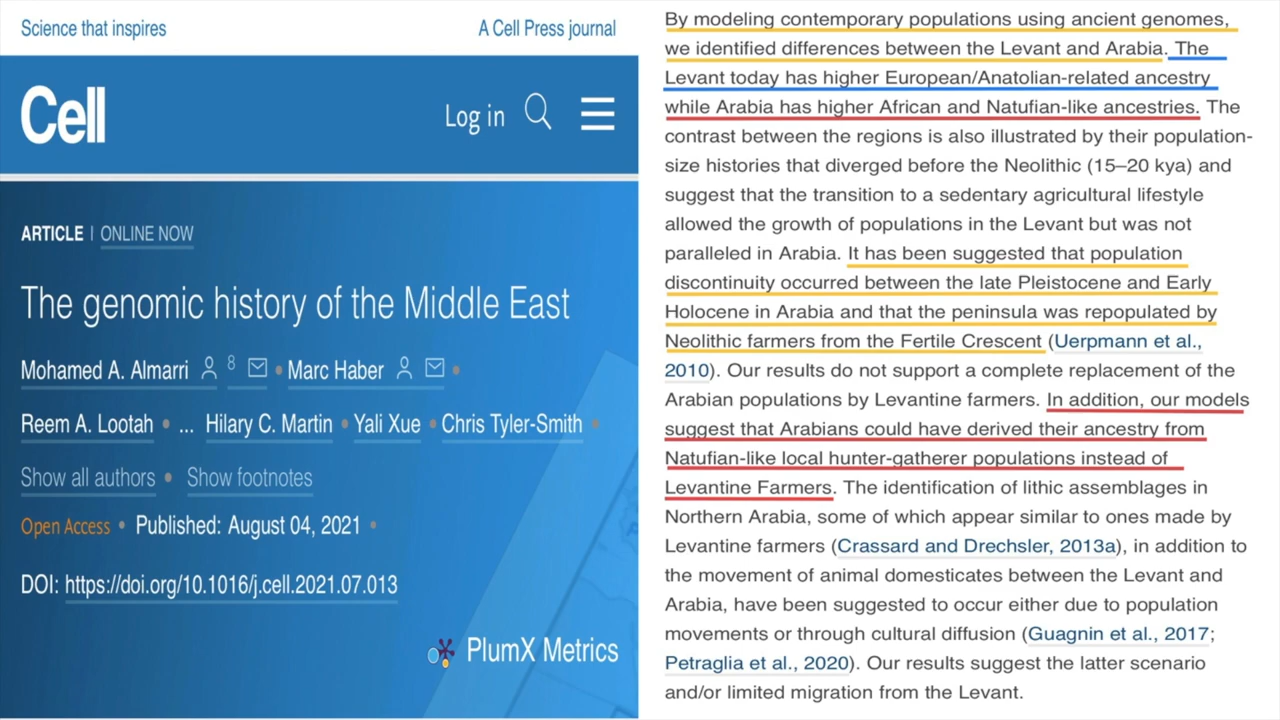 Science that inspires
A Cell Press journal
Cell
Log in
ARTICLE | ONLINE NOW
The genomic history of the Middle East
Mohamed A. Almarri 8 • Marc Haber •
Reem A. Lootah • ... Hilary C. Martin • Yali Xue • Chris Tyler-Smith •
Show all authors • Show footnotes
Open Access • Published: August 04, 2021 •
DOI: https://doi.org/10.1016/j.cell.2021.07.013
PlumX Metrics
By modeling contemporary populations using ancient genomes,
we identified differences between the Levant and Arabia. The
Levant today has higher European/Anatolian-related ancestry
while Arabia has higher African and Natufian-like ancestries. The
contrast between the regions is also illustrated by their population-
size histories that diverged before the Neolithic (15–20 kya) and
suggest that the transition to a sedentary agricultural lifestyle
allowed the growth of populations in the Levant but was not
paralleled in Arabia. It has been suggested that population
discontinuity occurred between the late Pleistocene and Early
Holocene in Arabia and that the peninsula was repopulated by
Neolithic farmers from the Fertile Crescent (Uerpmann et al.,
2010). Our results do not support a complete replacement of the
Arabian populations by Levantine farmers. In addition, our models
suggest that Arabians could have derived their ancestry from
Natufian-like local hunter-gatherer populations instead of
Levantine Farmers. The identification of lithic assemblages in
Northern Arabia, some of which appear similar to ones made by
Levantine farmers (Crassard and Drechsler, 2013a), in addition to
the movement of animal domesticates between the Levant and
Arabia, have been suggested to occur either due to population
movements or through cultural diffusion (Guagnin et al., 2017;
Petraglia et al., 2020). Our results suggest the latter scenario
and/or limited migration from the Levant.